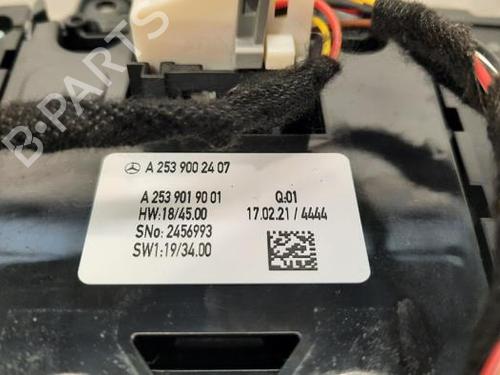 A 253 900 24 07
A 253 901 90 01 Q:01
HW:18/45.00 17.02.21 / 4444
SNo: 2456993
SW1:19/34.00
B-PARTS